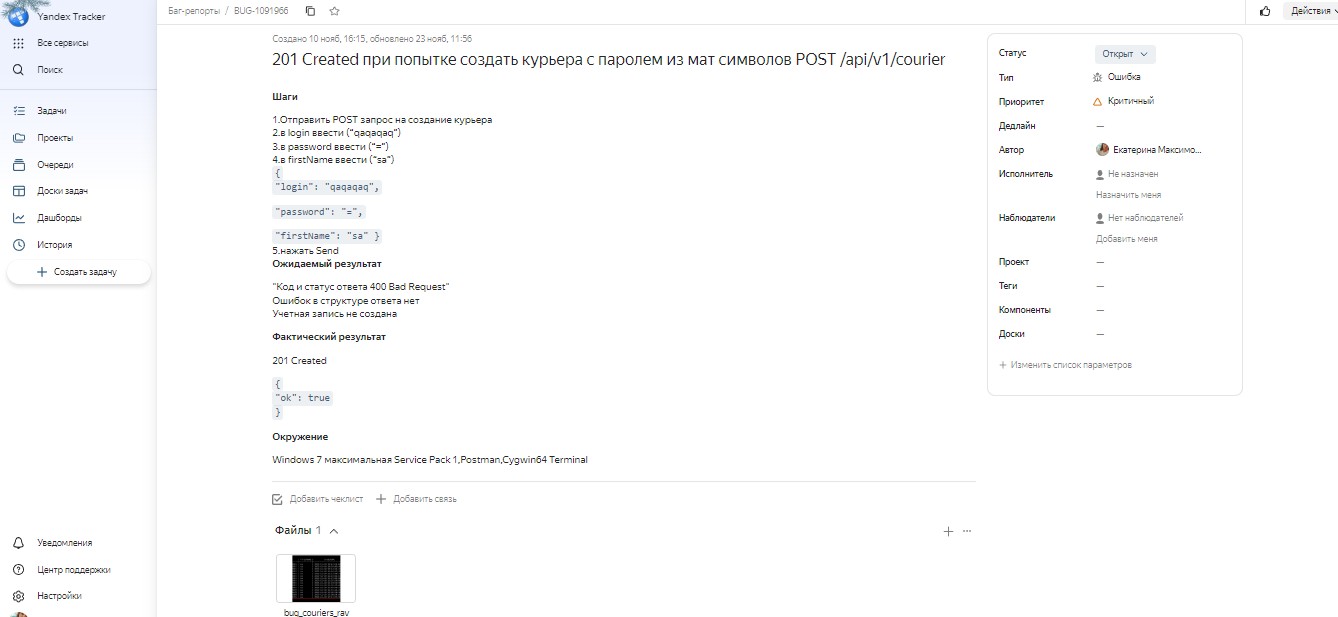 Yandex Tracker
Все сервисы
Поиск
Задачи
Проекты
Очереди
Доски задач
Дашборды
История
Создать задачу
Уведомления
Центр поддержки
Настройки
Баг-репорты / BUG-1091966
Действия
Создано 10 нояб, 16:15, обновлено 23 нояб, 11:56
201 Created при попытке создать курьера с паролем из мат символов POST /api/v1/courier
Шаги
1.Отправить POST запрос на создание курьера
2.в login ввести ("qaqaqaq")
3.в password ввести ("=")
4.в firstName ввести ("sa")
{
"login": "qaqaqaq",
"password": "=",
"firstName": "sa" }
5.нажать Send
Ожидаемый результат
"Код и статус ответа 400 Bad Request"
Ошибок в структуре ответа нет
Учетная запись не создана
Фактический результат
201 Created
{
"ok": true
}
Окружение
Windows 7 максимальная Service Pack 1,Postman,Cygwin64 Terminal
Добавить чеклист
Добавить связь
Файлы 1
bug_couriers_rav
Статус Открыт
Тип Ошибка
Приоритет Критичный
Дедлайн —
Автор Екатерина Максимо...
Исполнитель Не назначен
Назначить меня
Наблюдатели Нет наблюдателей
Добавить меня
Проект —
Теги —
Компоненты —
Доски —
+ Изменить список параметров